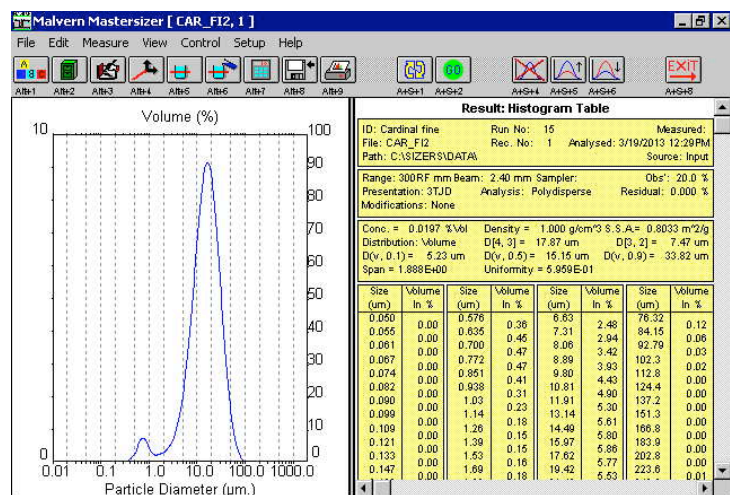 Malvern Mastersizer [ CAR_FI2, 1 ]
File Edit Measure View Control Setup Help
GO EXiT
Alt+1 Alt+2 Alt+3 Alt+4 Alt+5 Alt+6 Alt+7 Alt+8 Alt+9 A+S+1 A+S+2 A+S+4 A+S+5 A+S+6 A+S+8
Volume (%)
10 100
90
80
70
60
50
40
30
20
10
0 0
0.01 0.1 1.0 10.0 100.0 1000.0
Particle Diameter (µm.)
Result: Histogram Table
ID: Cardinal fine Run No: 15 Measured:
File: CAR_FI2 Rec. No: 1 Analysed: 3/19/2013 12:29PM
Path: C:\SIZERS\DATA\ Source: Input
Range: 300RF mm Beam: 2.40 mm Sampler: Obs': 20.0 %
Presentation: 3TJD Analysis: Polydisperse Residual: 0.000 %
Modifications: None
Conc. = 0.0197 %Vol Density = 1.000 g/cm^3 S.S.A.= 0.8033 m^2/g
Distribution: Volume D[4, 3] = 17.87 um D[3, 2] = 7.47 um
D(v, 0.1) = 5.23 um D(v, 0.5) = 15.15 um D(v, 0.9) = 33.82 um
Span = 1.888E+00 Uniformity = 5.959E-01
Size Volume Size Volume Size Volume Size Volume
(um) In % (um) In % (um) In % (um) In %
0.050 0.576 6.63 76.32
0.00 0.36 2.48 0.12
0.055 0.635 7.31 84.15
0.00 0.45 2.94 0.06
0.061 0.700 8.06 92.79
0.00 0.47 3.42 0.03
0.067 0.772 8.89 102.3
0.00 0.47 3.93 0.02
0.074 0.851 9.80 112.8
0.00 0.41 4.43 0.00
0.082 0.938 10.81 124.4
0.00 0.31 4.90 0.00
0.090 1.03 11.91 137.2
0.00 0.23 5.30 0.00
0.099 1.14 13.14 151.3
0.00 0.18 5.61 0.00
0.109 1.26 14.49 166.8
0.00 0.15 5.80 0.00
0.121 1.39 15.97 183.9
0.00 0.15 5.86 0.00
0.133 1.53 17.62 202.8
0.00 0.16 5.77 0.00
0.147 1.69 19.42 223.6
0.00 0.18 5.53 0.01